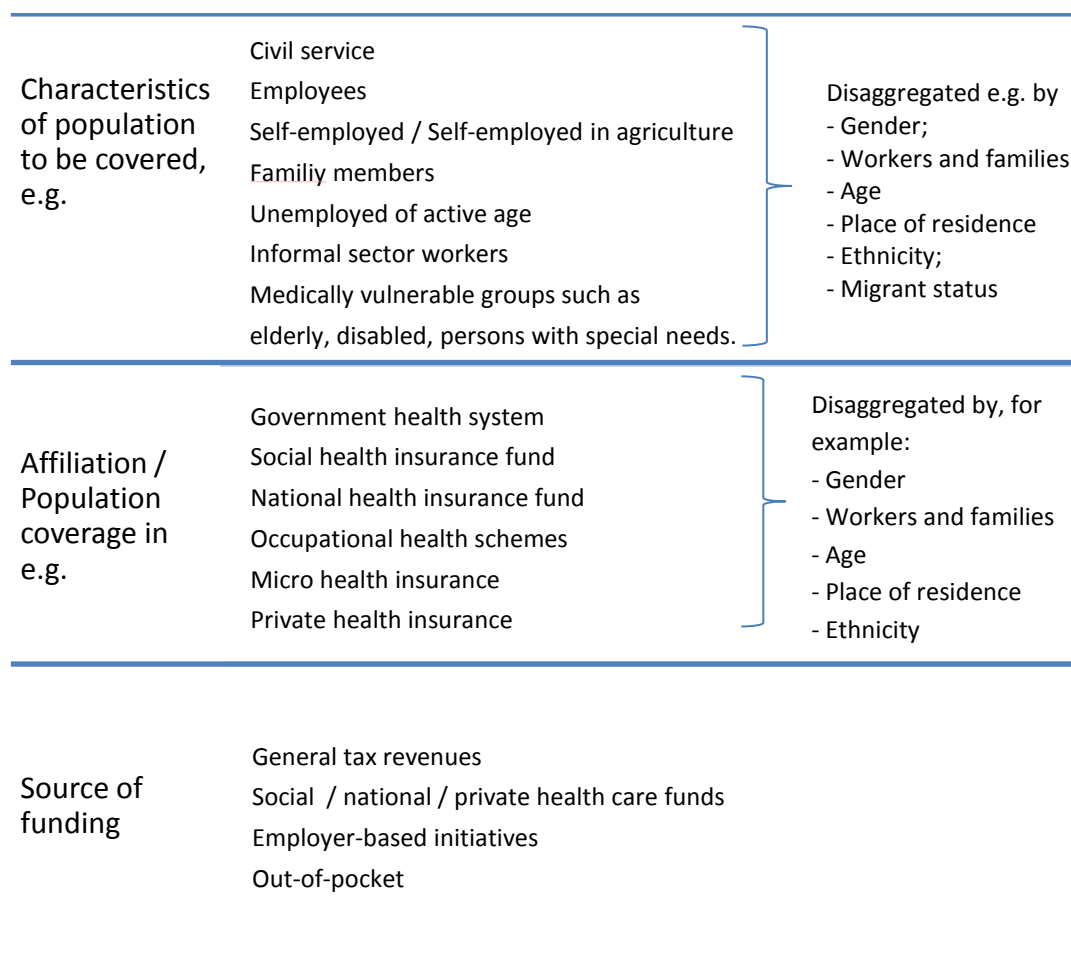 Characteristics
of population
to be covered,
e.g.
Civil service
Employees
Self-employed / Self-employed in agriculture
Familiy members
Unemployed of active age
Informal sector workers
Medically vulnerable groups such as
elderly, disabled, persons with special needs.
Disaggregated e.g. by
- Gender;
- Workers and families
- Age
- Place of residence
- Ethnicity;
- Migrant status
Affiliation /
Population
coverage in
e.g.
Government health system
Social health insurance fund
National health insurance fund
Occupational health schemes
Micro health insurance
Private health insurance
Disaggregated by, for
example:
- Gender
- Workers and families
- Age
- Place of residence
- Ethnicity
Source of
funding
General tax revenues
Social  / national / private health care funds
Employer-based initiatives
Out-of-pocket